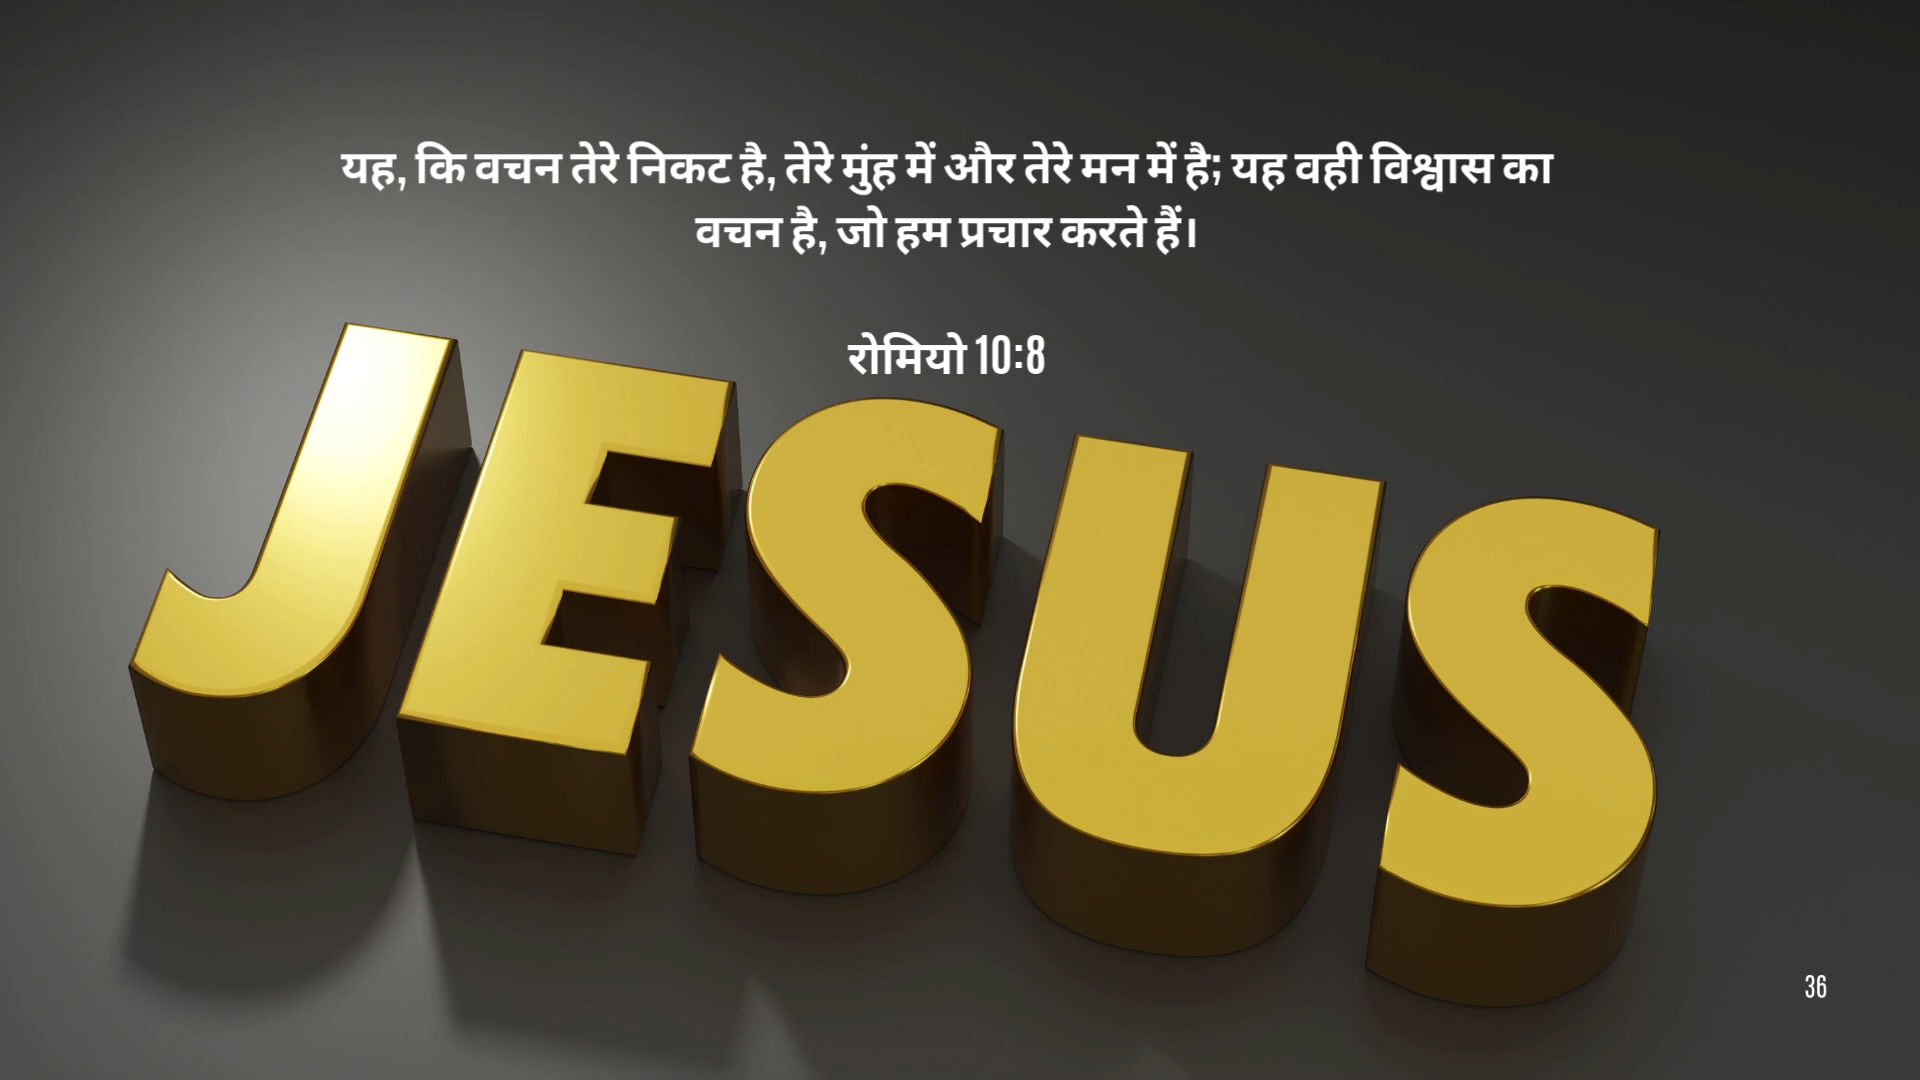 यह, कि वचन तेरे निकट है, तेरे मुंह में और तेरे मन में है; यह वही विश्वास का
वचन है, जो हम प्रचार करते हैं।
रोमियो 10:8
JESUS
36